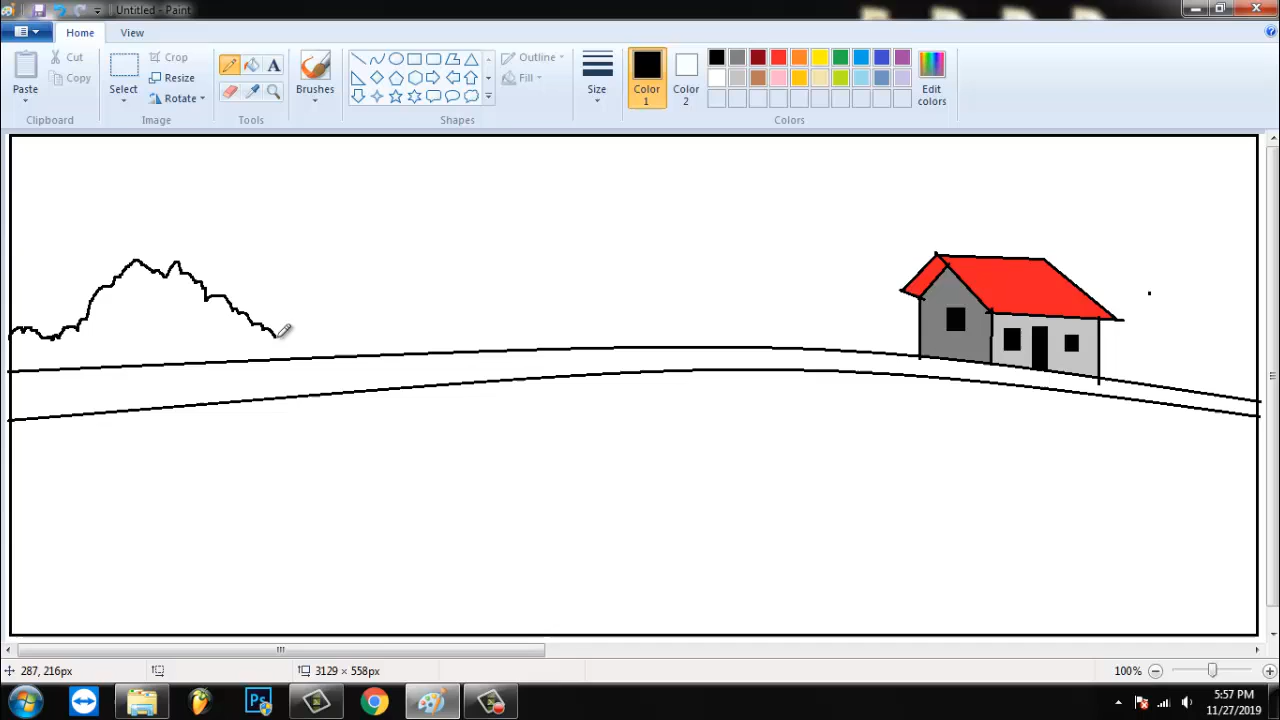 Untitled - Paint
Home View
Paste Cut Copy
Clipboard
Select Crop Resize Rotate
Image
A
Tools
Brushes
Outline Fill
Shapes
Size
Color 1
Color 2
Edit colors
Colors
287, 216px
3129 × 558px
100%
Ps
5:57 PM
11/27/2019